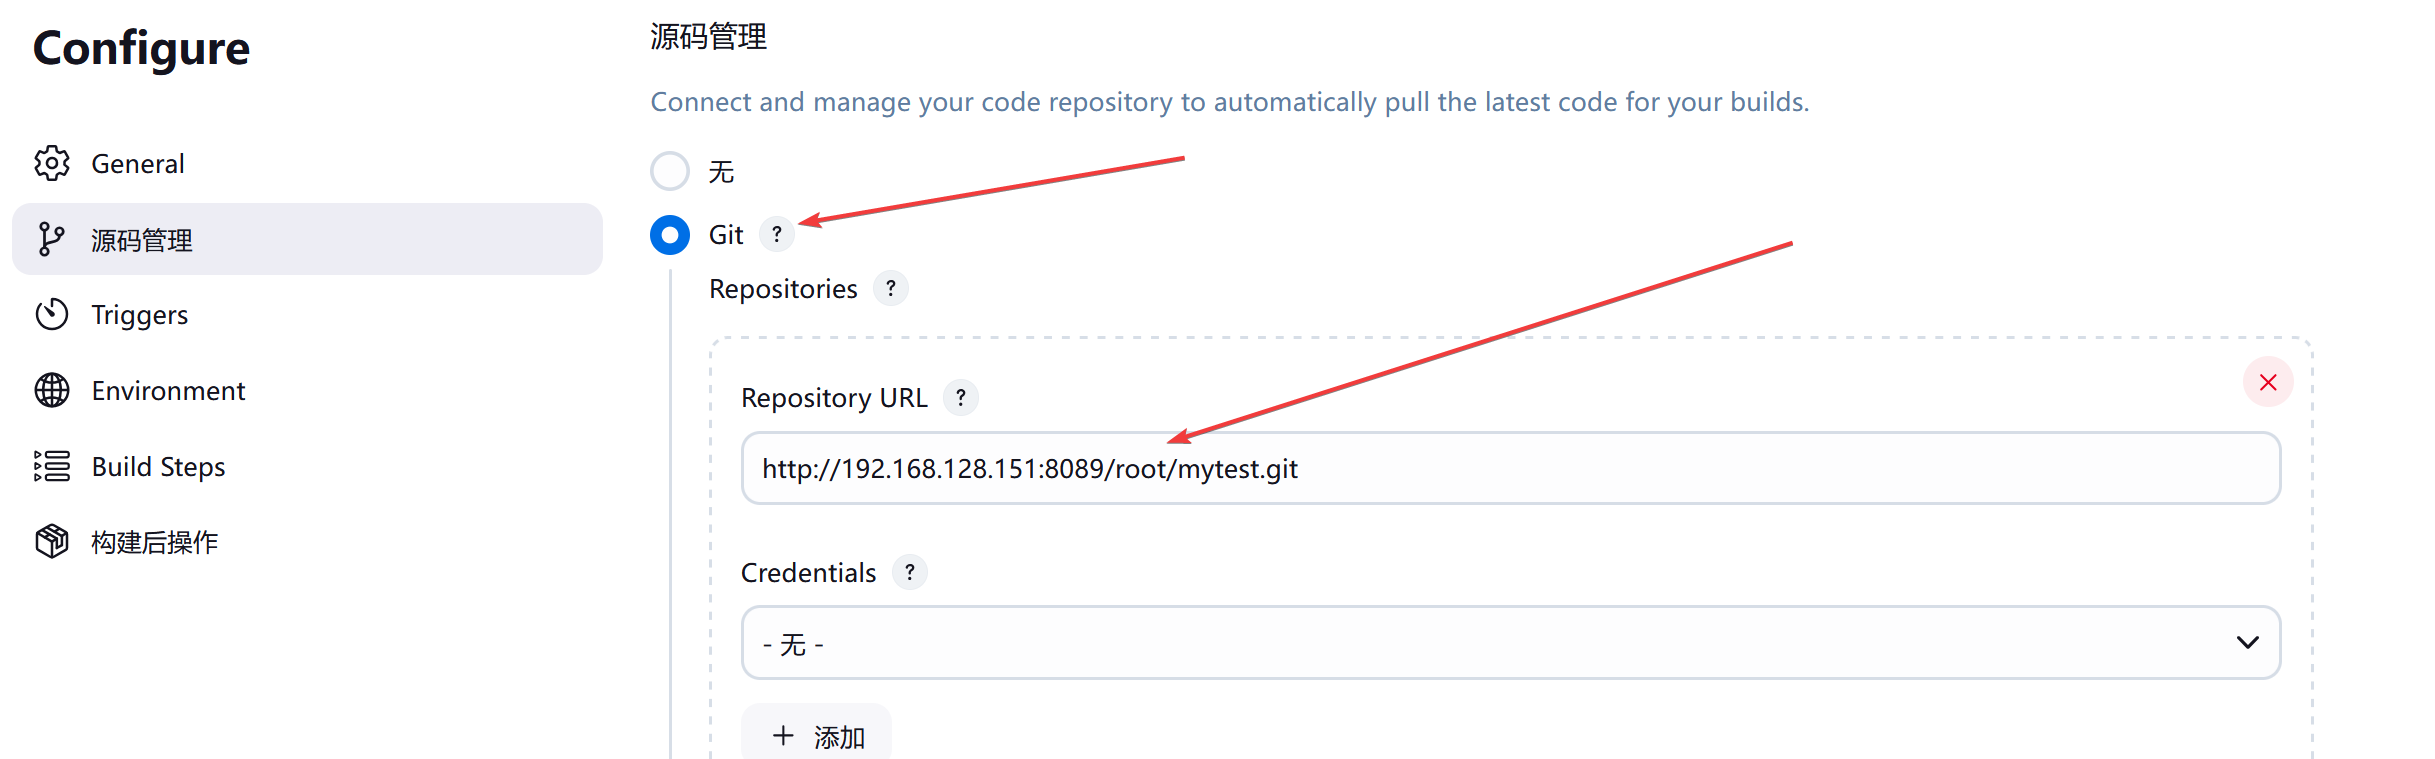 Configure
General
源码管理
Triggers
Environment
Build Steps
构建后操作
源码管理
Connect and manage your code repository to automatically pull the latest code for your builds.
无
Git ?
Repositories ?
Repository URL ?
http://192.168.128.151:8089/root/mytest.git
Credentials ?
- 无 -
+ 添加